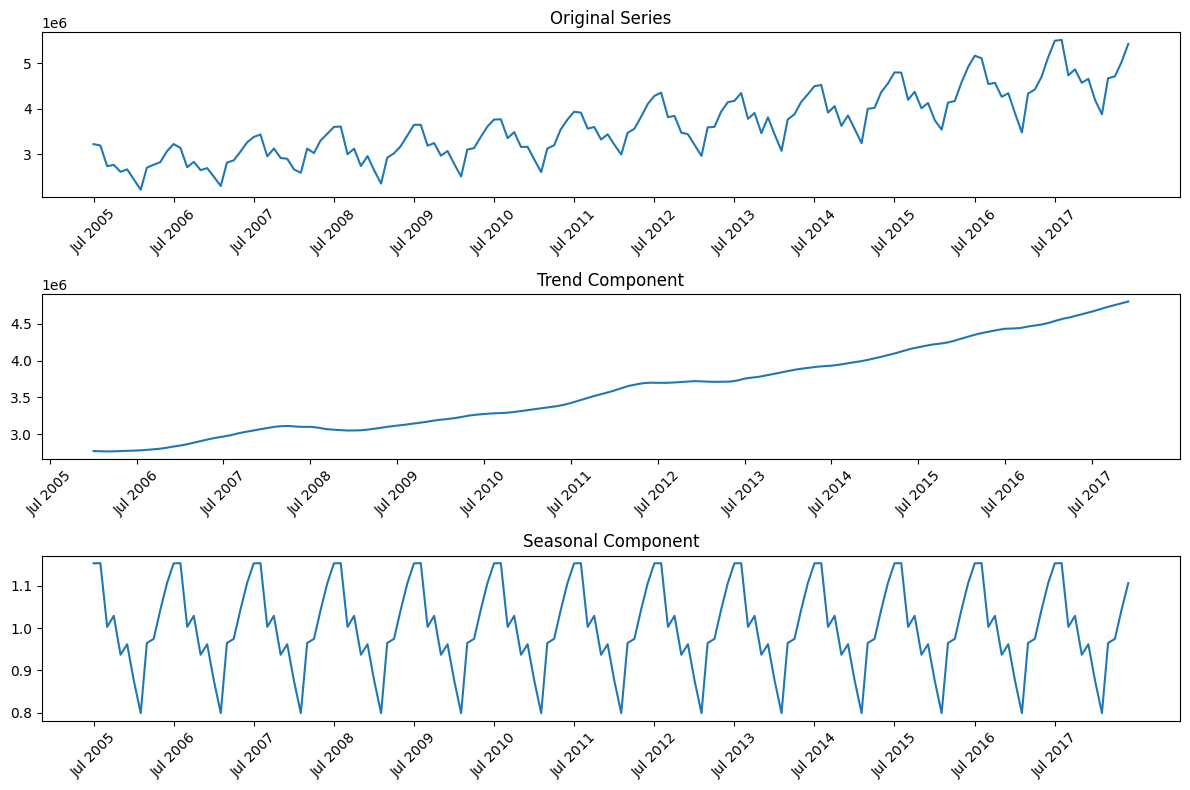 Original Series
1e6
5
4
3
Jul 2005 Jul 2006 Jul 2007 Jul 2008 Jul 2009 Jul 2010 Jul 2011 Jul 2012 Jul 2013 Jul 2014 Jul 2015 Jul 2016 Jul 2017
Trend Component
1e6
4.5
4.0
3.5
3.0
Jul 2005 Jul 2006 Jul 2007 Jul 2008 Jul 2009 Jul 2010 Jul 2011 Jul 2012 Jul 2013 Jul 2014 Jul 2015 Jul 2016 Jul 2017
Seasonal Component
1.1
1.0
0.9
0.8
Jul 2005 Jul 2006 Jul 2007 Jul 2008 Jul 2009 Jul 2010 Jul 2011 Jul 2012 Jul 2013 Jul 2014 Jul 2015 Jul 2016 Jul 2017